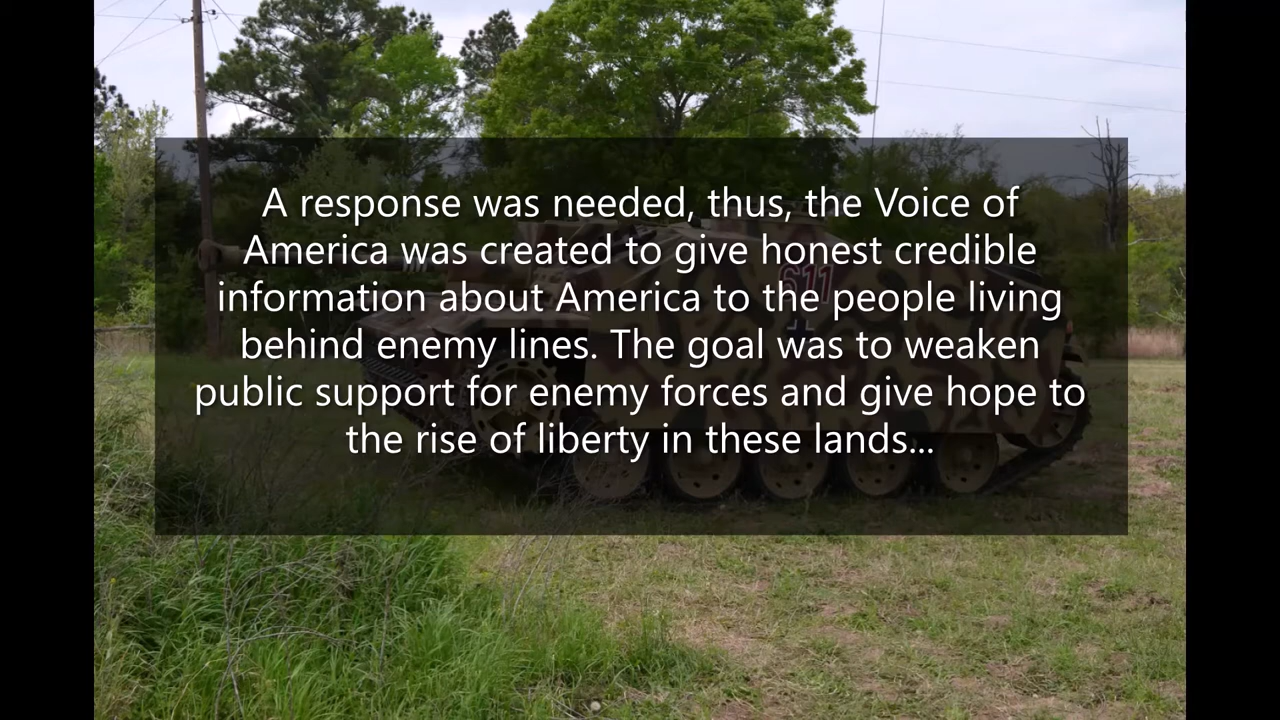 A response was needed, thus, the Voice of
America was created to give honest credible
information about America to the people living
behind enemy lines. The goal was to weaken
public support for enemy forces and give hope to
the rise of liberty in these lands...
611